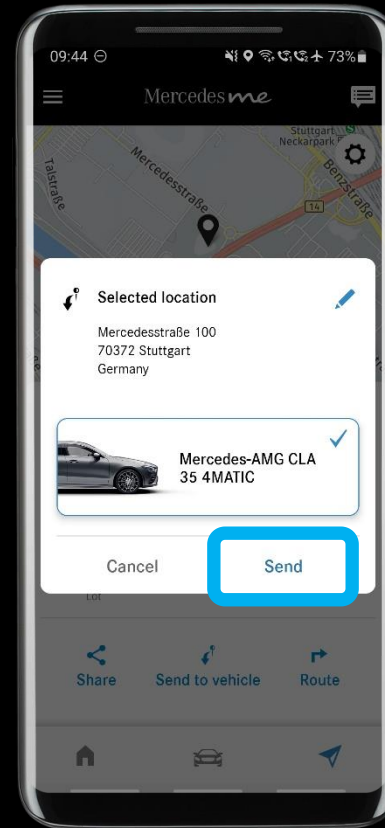 09:44
73%
Mercedes me
Stuttgart
Neckarpark
Talstraße
Mercedesstraße
Benzstraße
14
Selected location
Mercedesstraße 100
70372 Stuttgart
Germany
Mercedes-AMG CLA
35 4MATIC
Cancel
Send
Lot
Share
Send to vehicle
Route